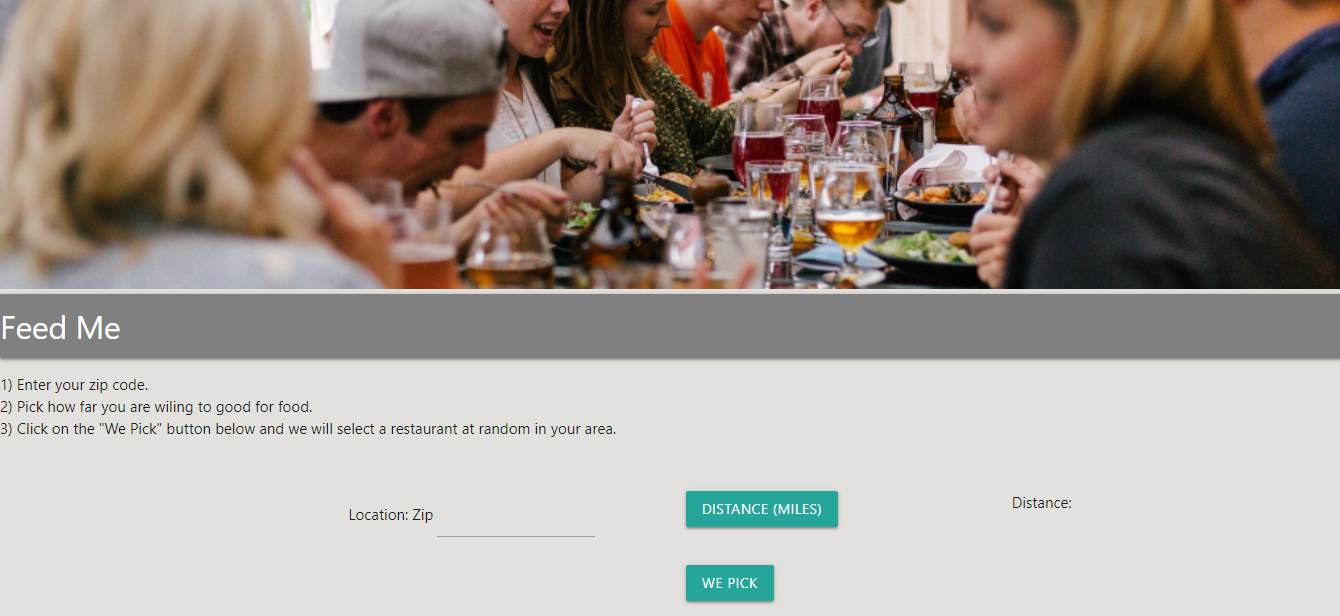 Feed Me
1) Enter your zip code.
2) Pick how far you are wiling to good for food.
3) Click on the "We Pick" button below and we will select a restaurant at random in your area.
Location: Zip
DISTANCE (MILES)
Distance:
WE PICK